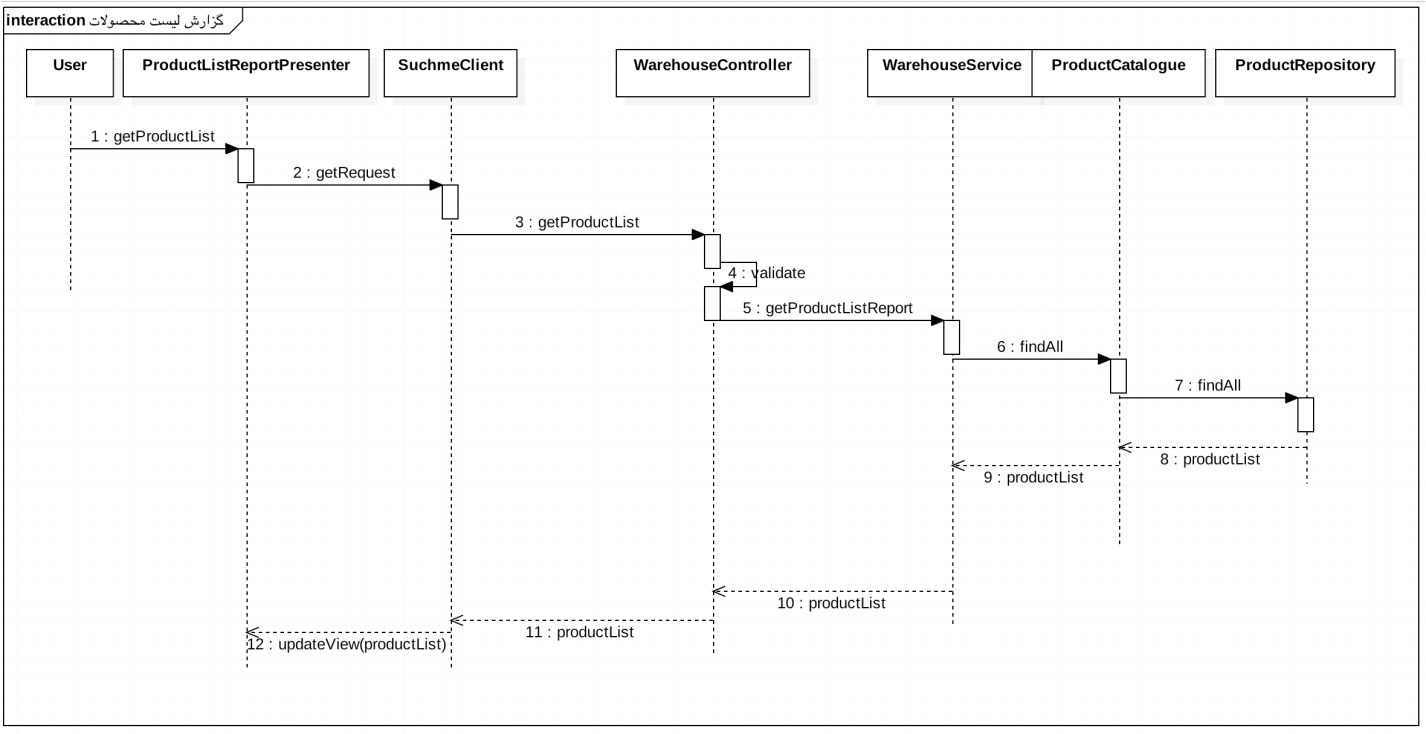 interaction گزارش لیست محصولات
User ProductListReportPresenter SuchmeClient WarehouseController WarehouseService ProductCatalogue ProductRepository
1 : getProductList
2 : getRequest
3 : getProductList
4 : validate
5 : getProductListReport
6 : findAll
7 : findAll
8 : productList
9 : productList
10 : productList
11 : productList
12 : updateView(productList)